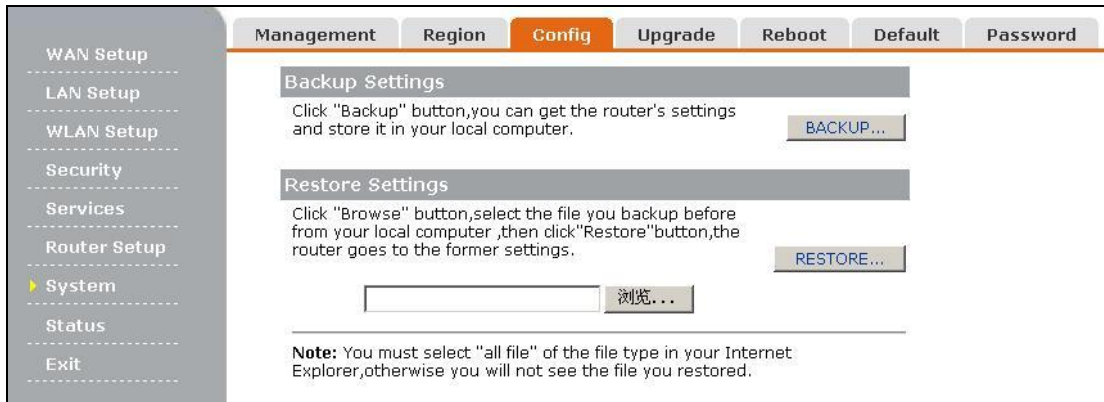 Management Region Config Upgrade Reboot Default Password
WAN Setup
LAN Setup
WLAN Setup
Security
Services
Router Setup
System
Status
Exit
Backup Settings
Click "Backup" button,you can get the router's settings
and store it in your local computer.
BACKUP...
Restore Settings
Click "Browse" button,select the file you backup before
from your local computer ,then click"Restore"button,the
router goes to the former settings.
RESTORE...
浏览...
Note: You must select "all file" of the file type in your Internet
Explorer,otherwise you will not see the file you restored.